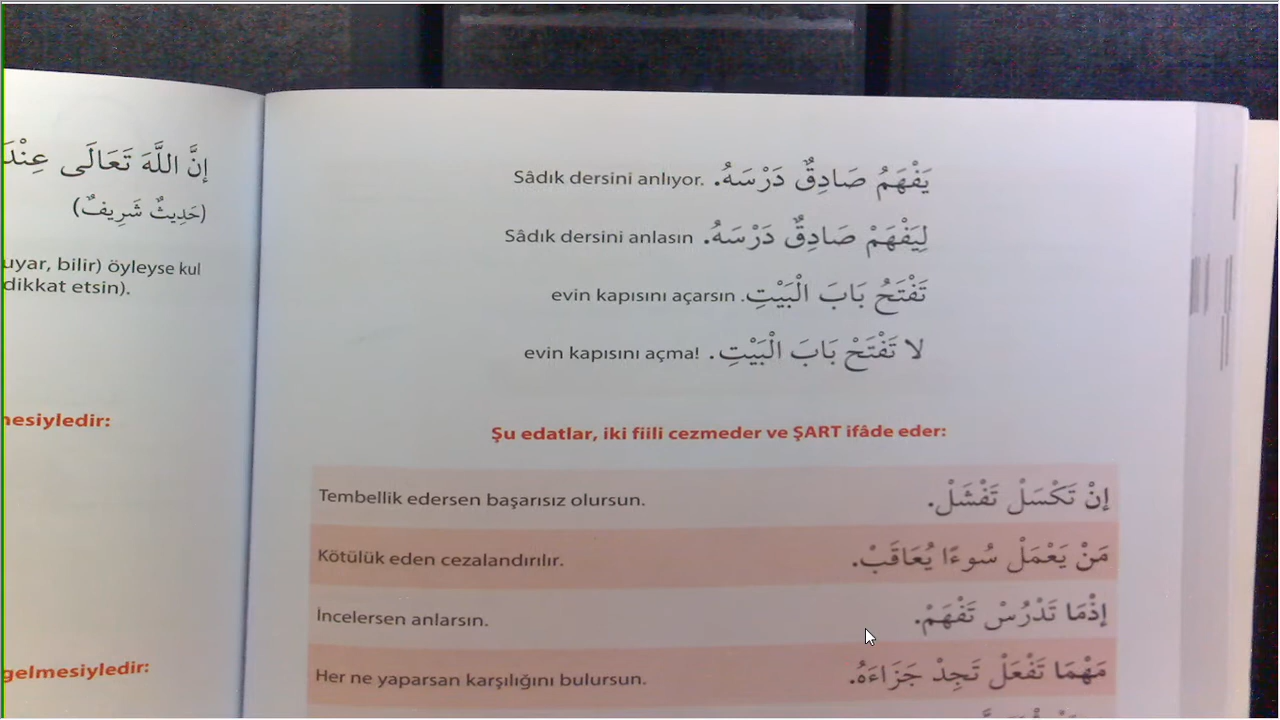 إِنَّ اللَّهَ تَعَالَى عِنْدَ
(حَدِيثٌ شَرِيفٌ)
uyar, bilir) öyleyse kul
dikkat etsin).
mesiyledir:
gelmesiyledir:
يَفْهَمُ صَادِقٌ دَرْسَهُ. Sâdık dersini anlıyor.
لِيَفْهَمْ صَادِقٌ دَرْسَهُ. Sâdık dersini anlasın
تَفْتَحُ بَابَ الْبَيْتِ. evin kapısını açarsın
لا تَفْتَحْ بَابَ الْبَيْتِ. evin kapısını açma!
Şu edatlar, iki fiili cezmeder ve ŞART ifâde eder:
إِنْ تَكْسَلْ تَفْشَلْ. Tembellik edersen başarısız olursun.
مَنْ يَعْمَلْ سُوءًا يُعَاقَبْ. Kötülük eden cezalandırılır.
إِذْمَا تَدْرُسْ تَفْهَمْ. İncelersen anlarsın.
مَهْمَا تَفْعَلْ تَجِدْ جَزَاءَهُ. Her ne yaparsan karşılığını bulursun.